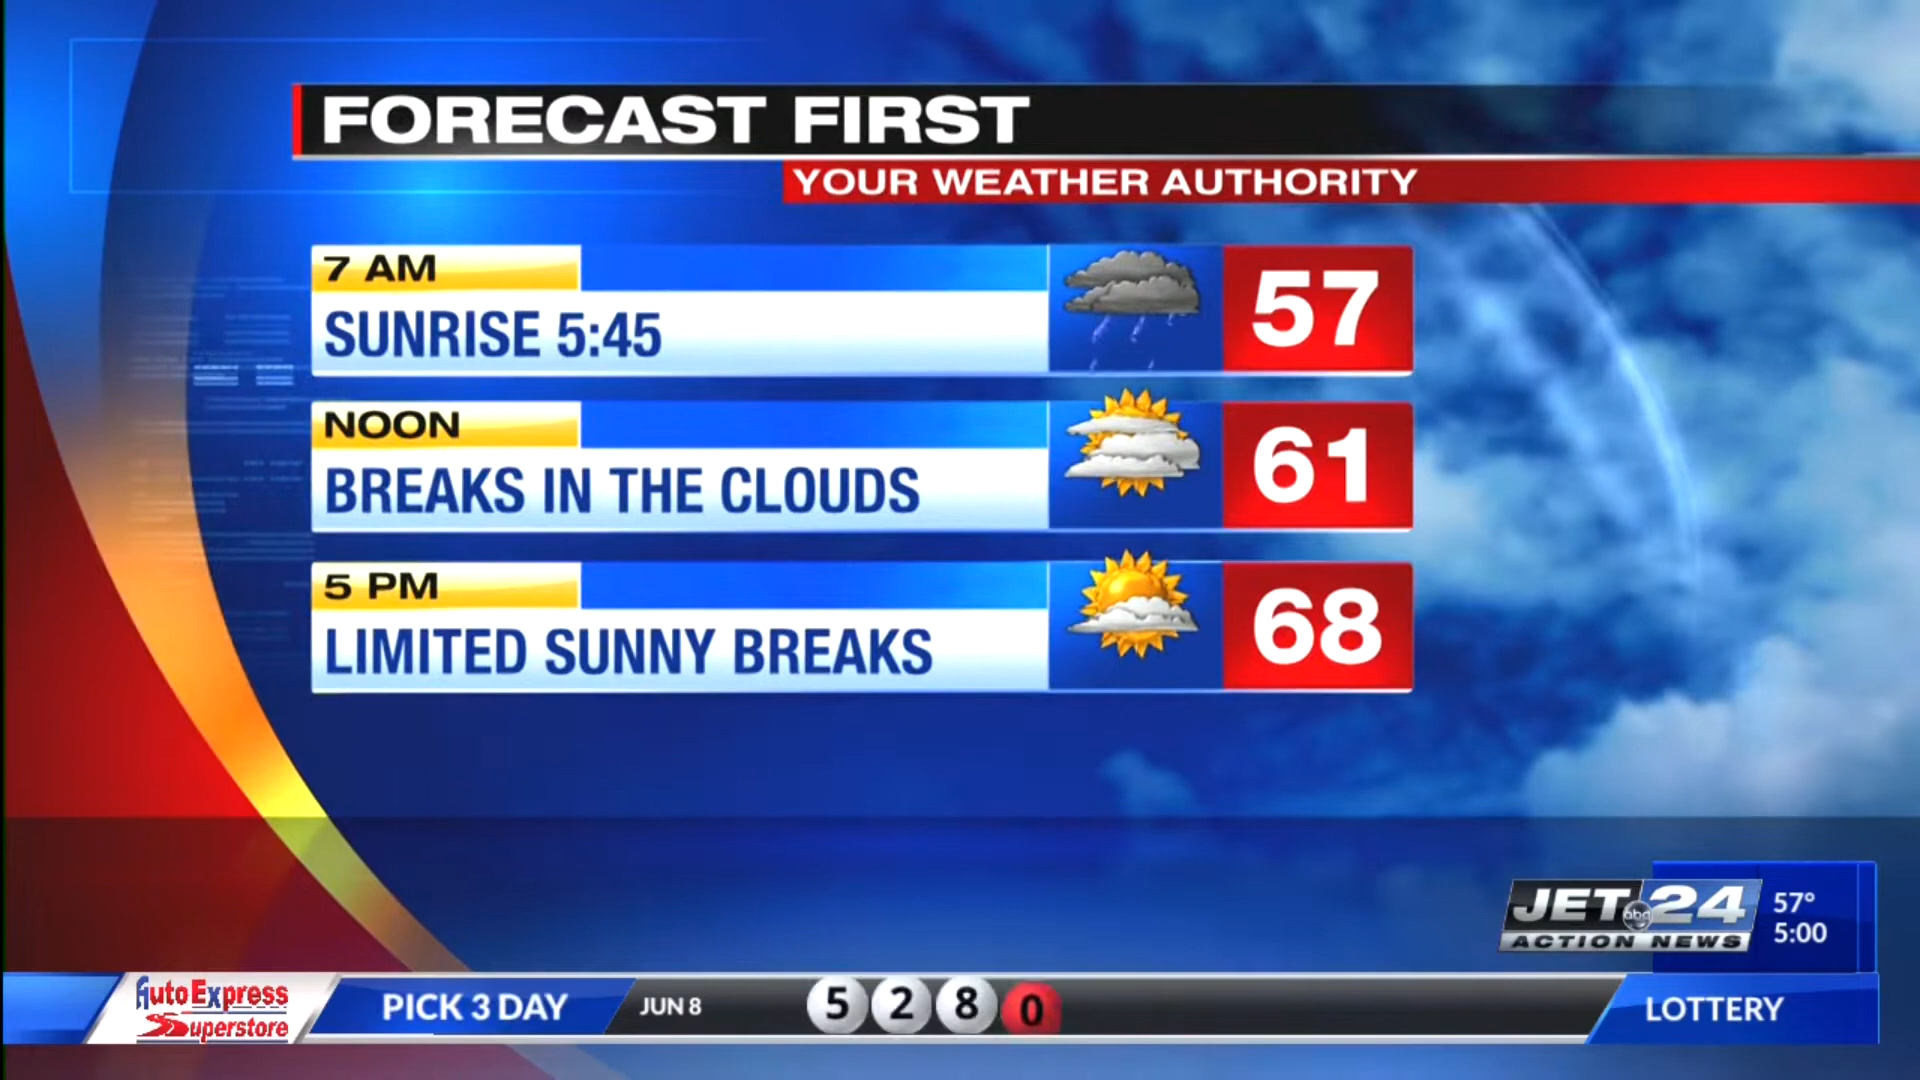 FORECAST FIRST
YOUR WEATHER AUTHORITY
7 AM
SUNRISE 5:45
57
NOON
BREAKS IN THE CLOUDS
61
5 PM
LIMITED SUNNY BREAKS
68
JET 24
abc
ACTION NEWS
57°
5:00
AutoExpress
Superstore
PICK 3 DAY
JUN 8
5 2 8 0
LOTTERY